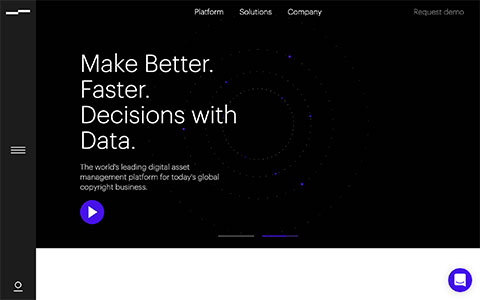 Platform Solutions Company Request demo
Make Better.
Faster.
Decisions with
Data.
The world's leading digital asset
management platform for today's global
copyright business.